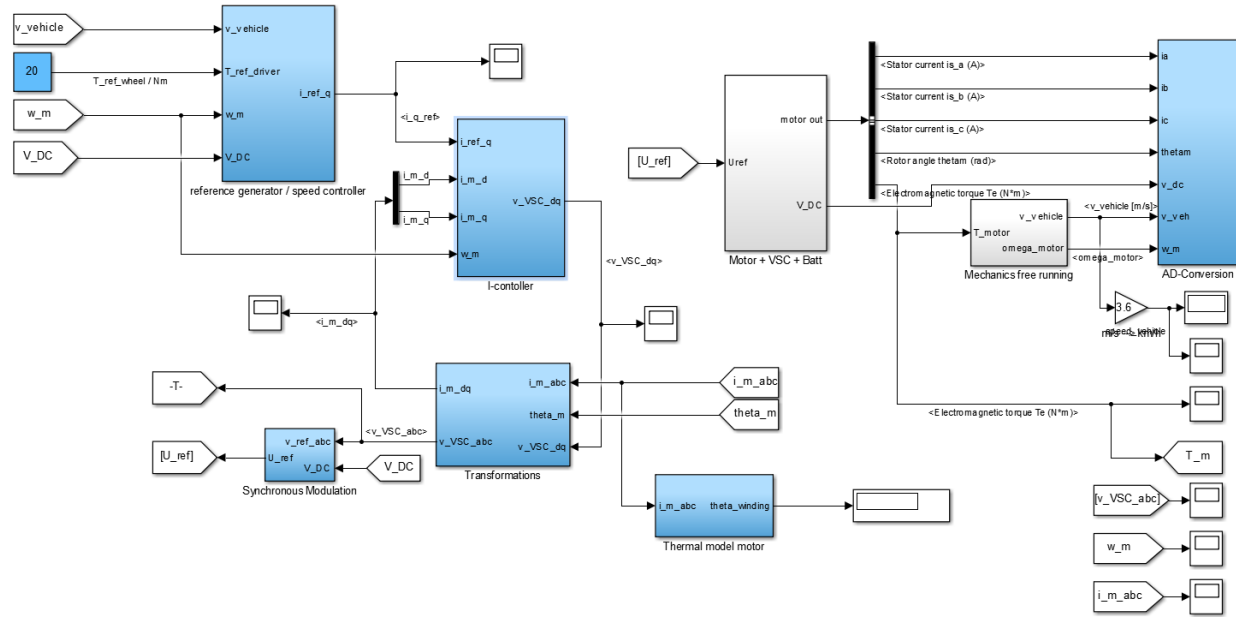 v_vehicle
20
T_ref_wheel / Nm
w_m
V_DC
v_vehicle
T_ref_driver
w_m
V_DC
i_ref_q
reference generator / speed controller
<i_q_ref>
i_m_d
i_m_q
i_ref_q
i_m_d
i_m_q
w_m
v_VSC_dq
I-contoller
<v_VSC_dq>
<i_m_dq>
-T-
<v_VSC_abc>
[U_ref]
v_ref_abc
U_ref
V_DC
Synchronous Modulation
V_DC
i_m_dq
v_VSC_abc
i_m_abc
theta_m
v_VSC_dq
Transformations
i_m_abc
theta_m
i_m_abc
theta_winding
Thermal model motor
[U_ref]
Uref
motor out
V_DC
Motor + VSC + Batt
<Stator current is_a (A)>
<Stator current is_b (A)>
<Stator current is_c (A)>
<Rotor angle thetam (rad)>
<Electromagnetic torque Te (N*m)>
T_motor
v_vehicle
omega_motor
Mechanics free running
<v_vehicle [m/s]>
<omega_motor>
ia
ib
ic
thetam
v_dc
v_veh
w_m
AD-Conversion
3.6
speed_vehicle
m/s -> km/h
<Electromagnetic torque Te (N*m)>
T_m
[v_VSC_abc]
w_m
i_m_abc